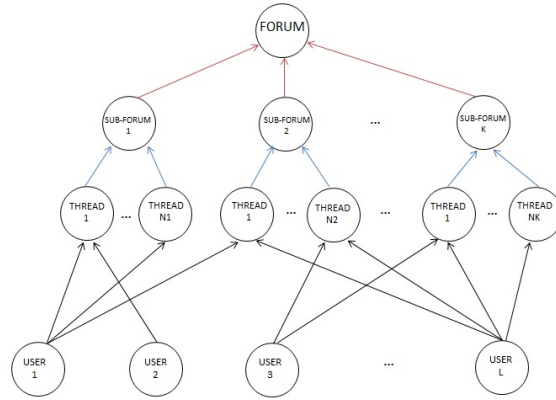 FORUM
SUB-FORUM
1
SUB-FORUM
2
...
SUB-FORUM
K
THREAD
1
...
THREAD
N1
THREAD
1
...
THREAD
N2
...
THREAD
1
...
THREAD
NK
USER
1
USER
2
USER
3
...
USER
L